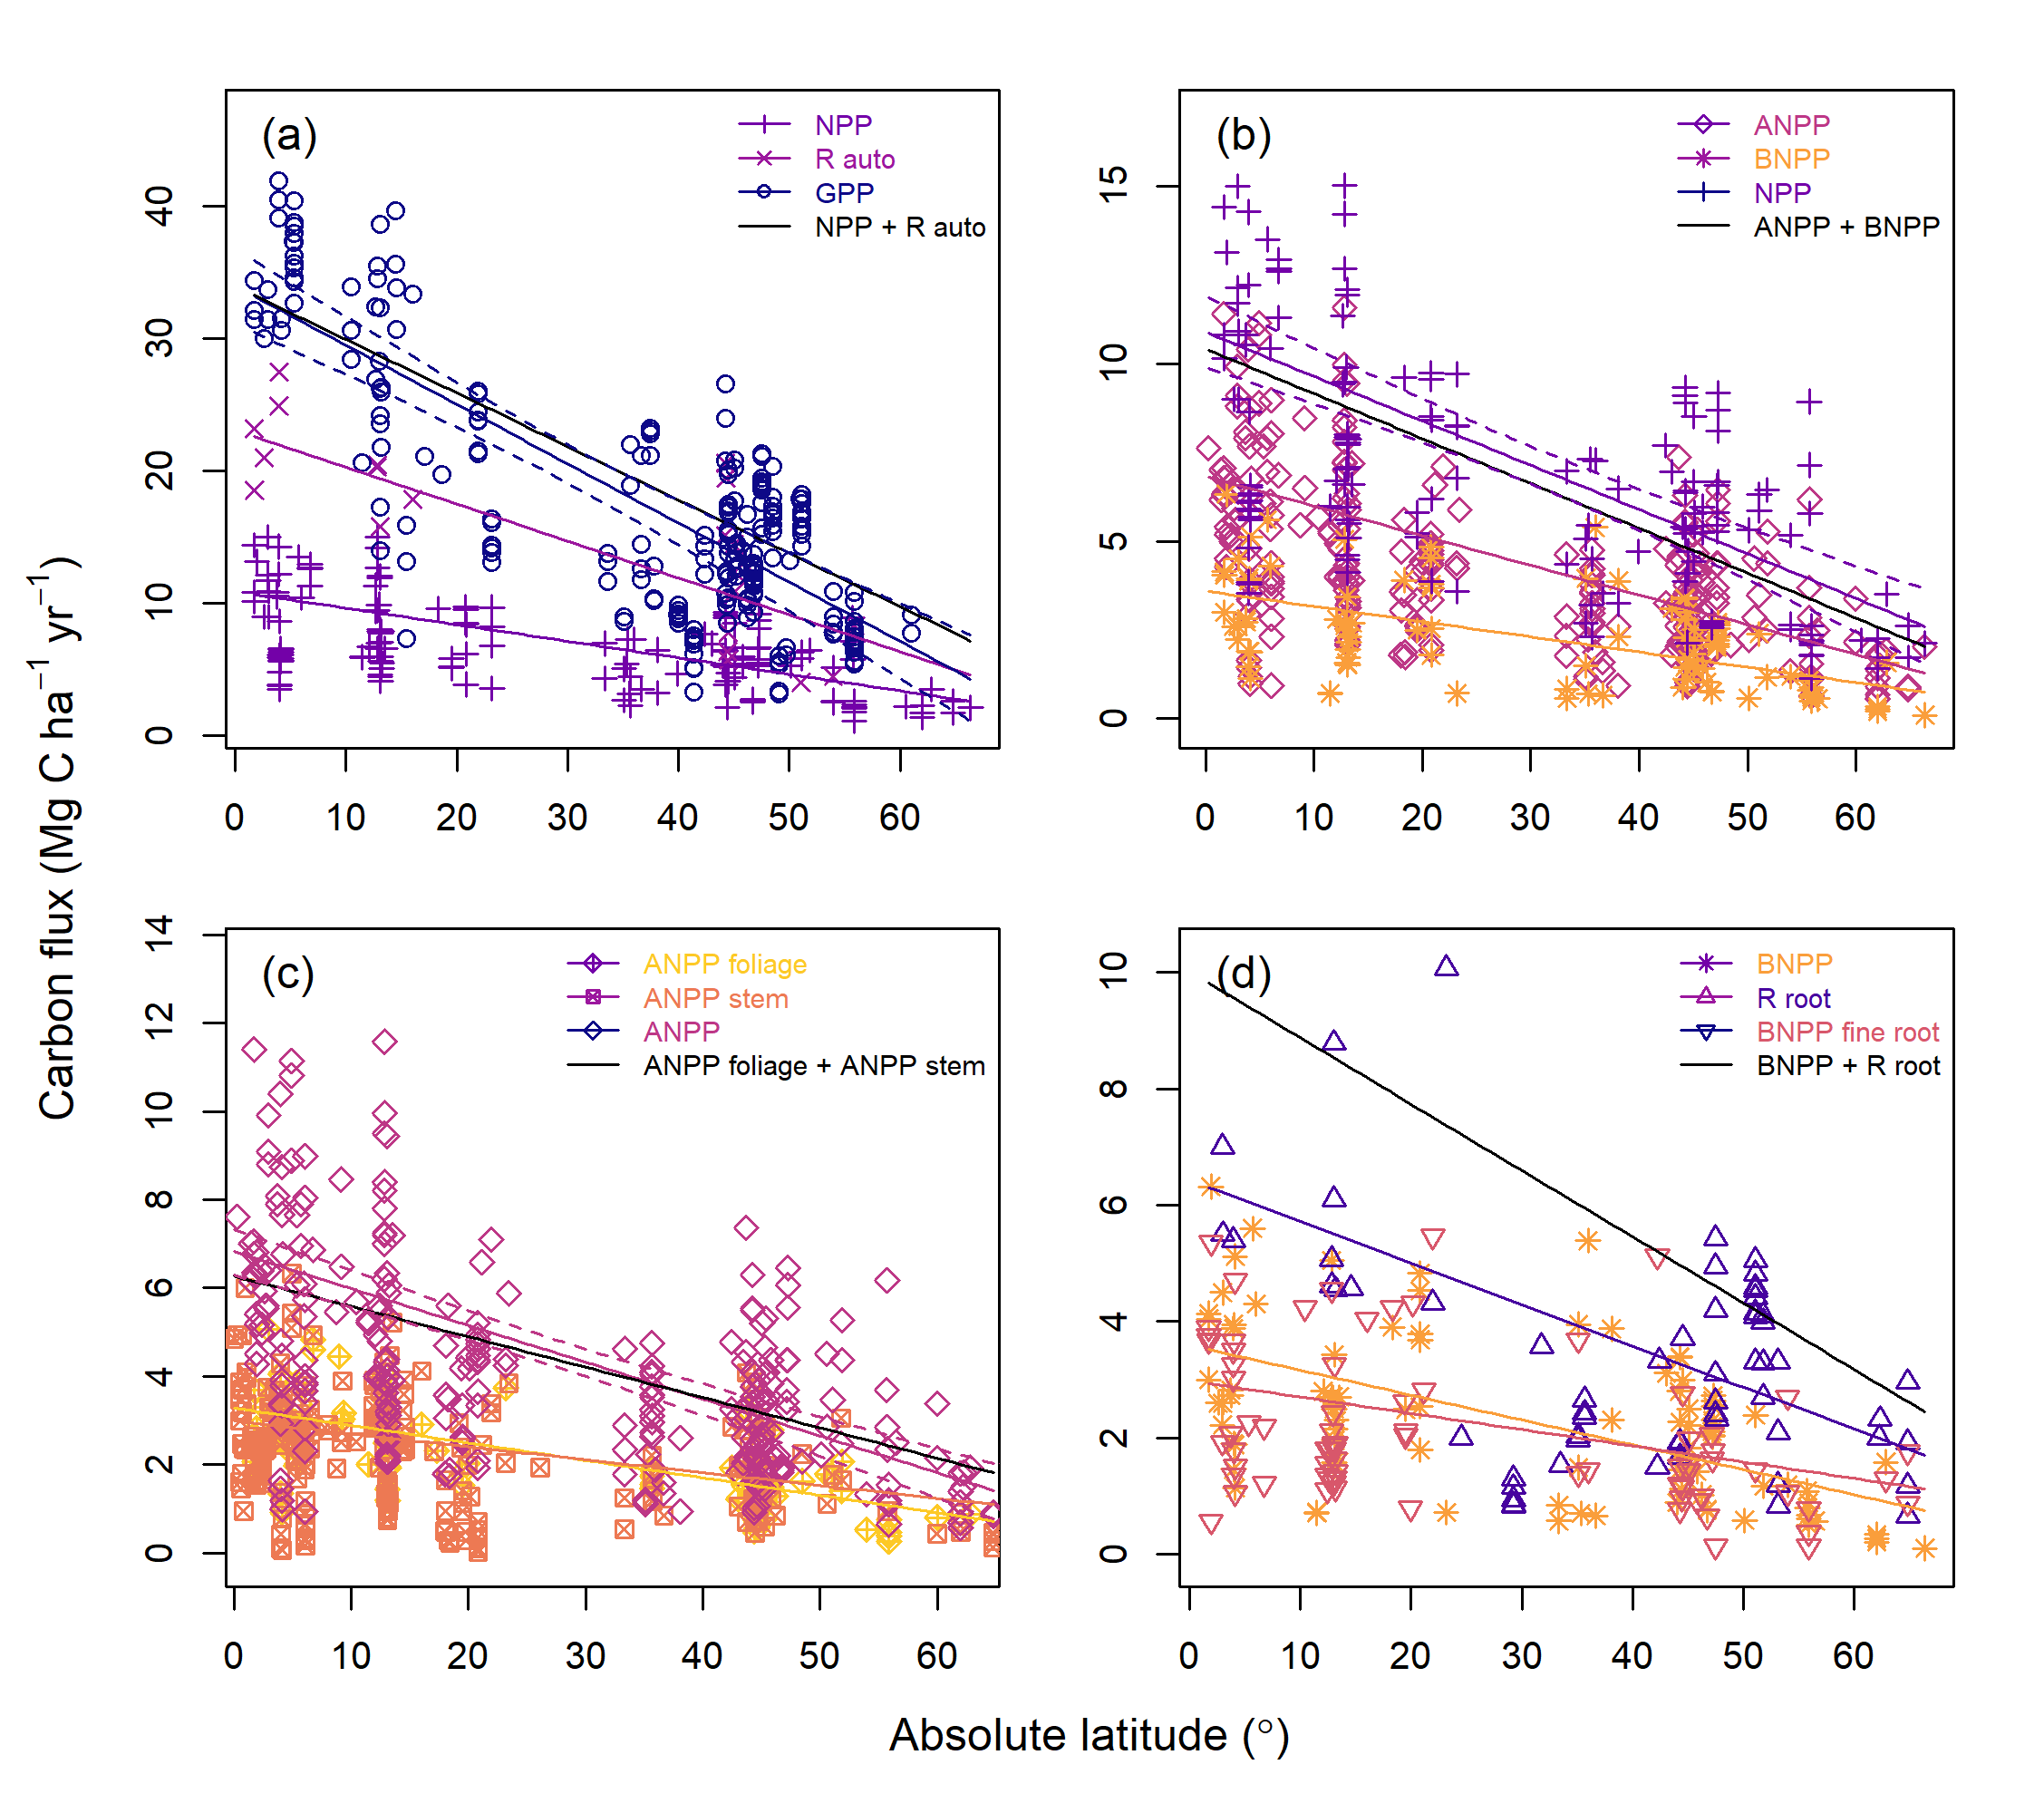 Carbon flux (Mg C ha⁻¹ yr⁻¹)
(a)
NPP
R auto
GPP
NPP + R auto
0 10 20 30 40
0 10 20 30 40 50 60
(b)
ANPP
BNPP
NPP
ANPP + BNPP
0 5 10 15
0 10 20 30 40 50 60
(c)
ANPP foliage
ANPP stem
ANPP
ANPP foliage + ANPP stem
0 2 4 6 8 10 12 14
0 10 20 30 40 50 60
(d)
BNPP
R root
BNPP fine root
BNPP + R root
0 2 4 6 8 10
0 10 20 30 40 50 60
Absolute latitude (°)